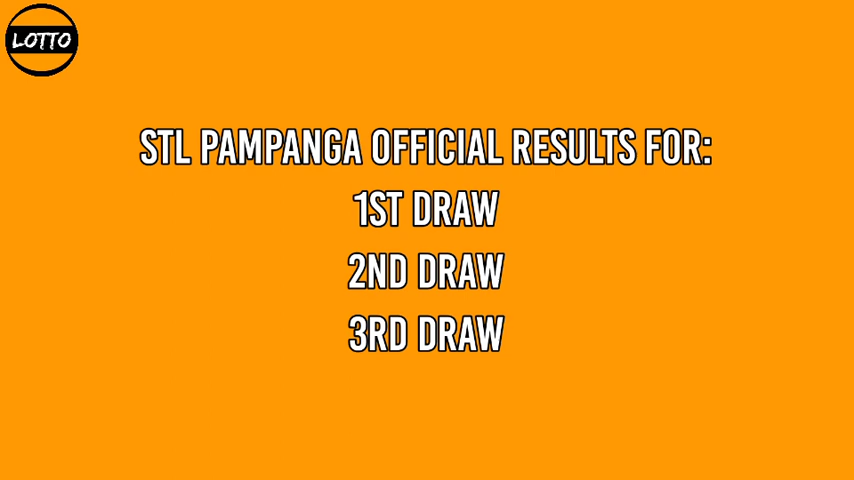 LOTTO
STL PAMPANGA OFFICIAL RESULTS FOR:
1ST DRAW
2ND DRAW
3RD DRAW